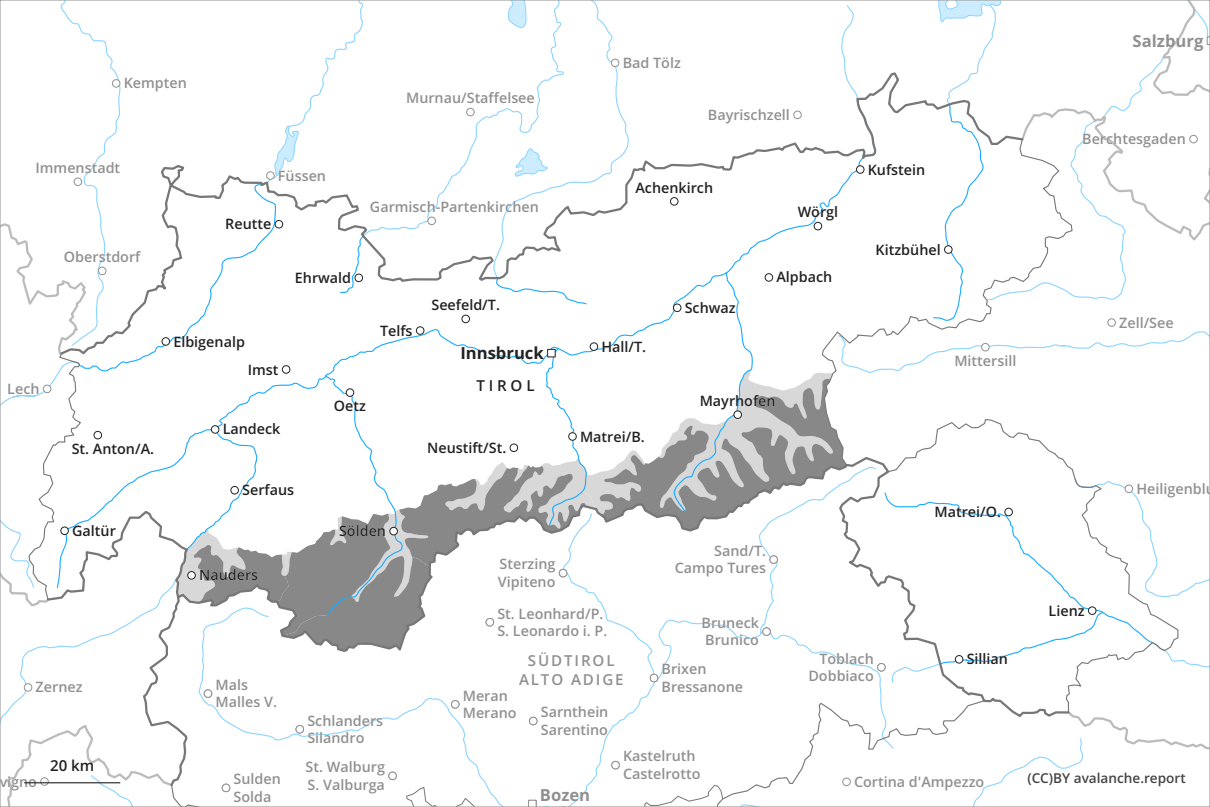 Salzburg
Bad Tölz
Kempten
Murnau/Staffelsee
Bayrischzell
Berchtesgaden
Immenstadt
Füssen
Kufstein
Achenkirch
Garmisch-Partenkirchen
Wörgl
Reutte
Kitzbühel
Oberstdorf
Ehrwald
Alpbach
Seefeld/T.
Schwaz
Zell/See
Telfs
Elbigenalp
Innsbruck
Hall/T.
Mittersill
Imst
TIROL
Lech
Oetz
Mayrhofen
Landeck
Matrei/B.
St. Anton/A.
Neustift/St.
Serfaus
Heiligenblu
Matrei/O.
Galtür
Sölden
Sand/T.
Campo Tures
Sterzing
Vipiteno
Nauders
St. Leonhard/P.
S. Leonardo i. P.
Lienz
Bruneck
Brunico
SÜDTIROL
ALTO ADIGE
Sillian
Toblach
Dobbiaco
Brixen
Bressanone
Zernez
Mals
Malles V.
Meran
Merano
Sarnthein
Sarentino
Schlanders
Silandro
Kastelruth
Castelrotto
St. Walburg
S. Valburga
20 km
vigno
Sulden
Solda
Cortina d'Ampezzo
(CC)BY avalanche.report
Bozen